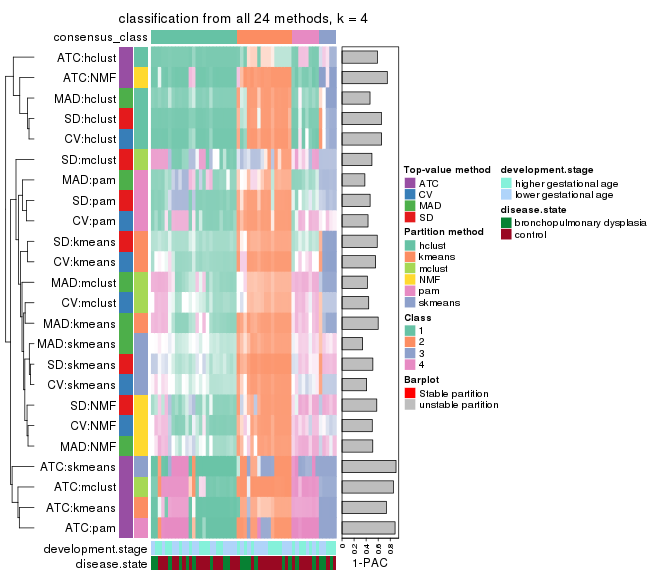 classification from all 24 methods, k = 4
consensus_class
ATC:hclust
ATC:NMF
MAD:hclust
SD:hclust
CV:hclust
SD:mclust
MAD:pam
SD:pam
CV:pam
SD:kmeans
CV:kmeans
MAD:mclust
CV:mclust
MAD:kmeans
MAD:skmeans
SD:skmeans
CV:skmeans
SD:NMF
CV:NMF
MAD:NMF
ATC:skmeans
ATC:mclust
ATC:kmeans
ATC:pam
development.stage
disease.state
0 0.2 0.4 0.6 0.8
1-PAC
Top-value method
ATC
CV
MAD
SD
Partition method
hclust
kmeans
mclust
NMF
pam
skmeans
Class
1
2
3
4
Barplot
Stable partition
unstable partition
development.stage
higher gestational age
lower gestational age
disease.state
bronchopulmonary dysplasia
control